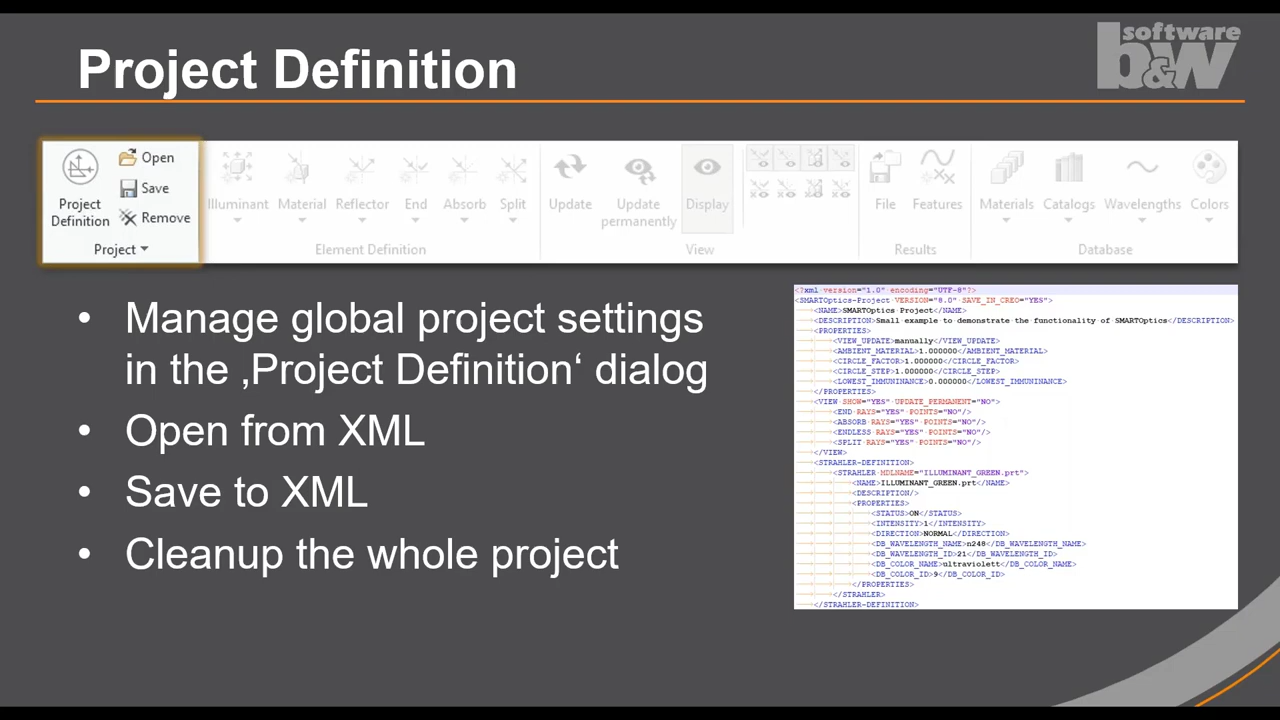 Project Definition
software
b&w
Project Definition
Open
Save
Remove
Project
Illuminant
Material
Reflector
End
Absorb
Split
Element Definition
Update
Update permanently
Display
View
File
Features
Results
Materials
Catalogs
Wavelengths
Colors
Database
• Manage global project settings
in the ‚Project Definition‘ dialog
• Open from XML
• Save to XML
• Cleanup the whole project
<?xml version="1.0" encoding="UTF-8"?>
<SMARTOptics-Project VERSION="8.0" SAVE_IN_CREO="YES">
<NAME>SMARTOptics Project</NAME>
<DESCRIPTION>Small example to demonstrate the functionality of SMARTOptics</DESCRIPTION>
<PROPERTIES>
<VIEW_UPDATE>manually</VIEW_UPDATE>
<AMBIENT_MATERIAL>1.000000</AMBIENT_MATERIAL>
<CIRCLE_FACTOR>1.000000</CIRCLE_FACTOR>
<CIRCLE_STEP>1.000000</CIRCLE_STEP>
<LOWEST_IMMUNINANCE>0.000000</LOWEST_IMMUNINANCE>
</PROPERTIES>
<VIEW SHOW="YES" UPDATE_PERMANENT="NO">
<END RAYS="YES" POINTS="NO"/>
<ABSORB RAYS="YES" POINTS="NO"/>
<ENDLESS RAYS="YES" POINTS="NO"/>
<SPLIT RAYS="YES" POINTS="NO"/>
</VIEW>
<STRAHLER-DEFINITION>
<STRAHLER MDLNAME="ILLUMINANT_GREEN.prt">
<NAME>ILLUMINANT_GREEN.prt</NAME>
<DESCRIPTION/>
<PROPERTIES>
<STATUS>ON</STATUS>
<INTENSITY>1</INTENSITY>
<DIRECTION>NORMAL</DIRECTION>
<DB_WAVELENGTH_NAME>n248</DB_WAVELENGTH_NAME>
<DB_WAVELENGTH_ID>21</DB_WAVELENGTH_ID>
<DB_COLOR_NAME>ultraviolett</DB_COLOR_NAME>
<DB_COLOR_ID>9</DB_COLOR_ID>
</PROPERTIES>
</STRAHLER>
</STRAHLER-DEFINITION>